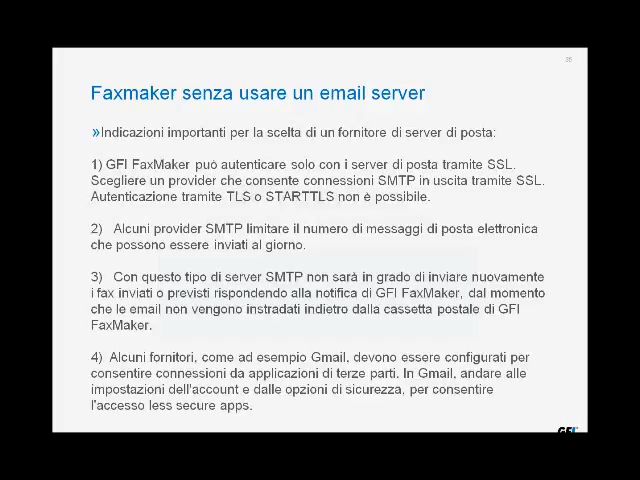 Faxmaker senza usare un email server
»Indicazioni importanti per la scelta di un fornitore di server di posta:
1) GFI FaxMaker può autenticare solo con i server di posta tramite SSL.
Scegliere un provider che consente connessioni SMTP in uscita tramite SSL.
Autenticazione tramite TLS o STARTTLS non è possibile.
2) Alcuni provider SMTP limitare il numero di messaggi di posta elettronica
che possono essere inviati al giorno.
3) Con questo tipo di server SMTP non sarà in grado di inviare nuovamente
i fax inviati o previsti rispondendo alla notifica di GFI FaxMaker, dal momento
che le email non vengono instradati indietro dalla cassetta postale di GFI
FaxMaker.
4) Alcuni fornitori, come ad esempio Gmail, devono essere configurati per
consentire connessioni da applicazioni di terze parti. In Gmail, andare alle
impostazioni dell'account e dalle opzioni di sicurezza, per consentire
l'accesso less secure apps.
GFI